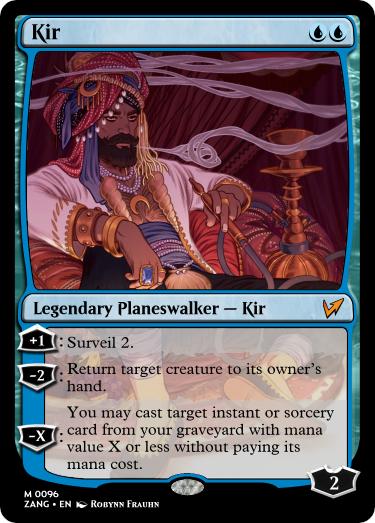 Kir
Legendary Planeswalker — Kir
+1: Surveil 2.
-2: Return target creature to its owner's
hand.
You may cast target instant or sorcery
card from your graveyard with mana
-X: value X or less without paying its
mana cost.
2
M 0096
ZANG • EN Robynn Frauhn